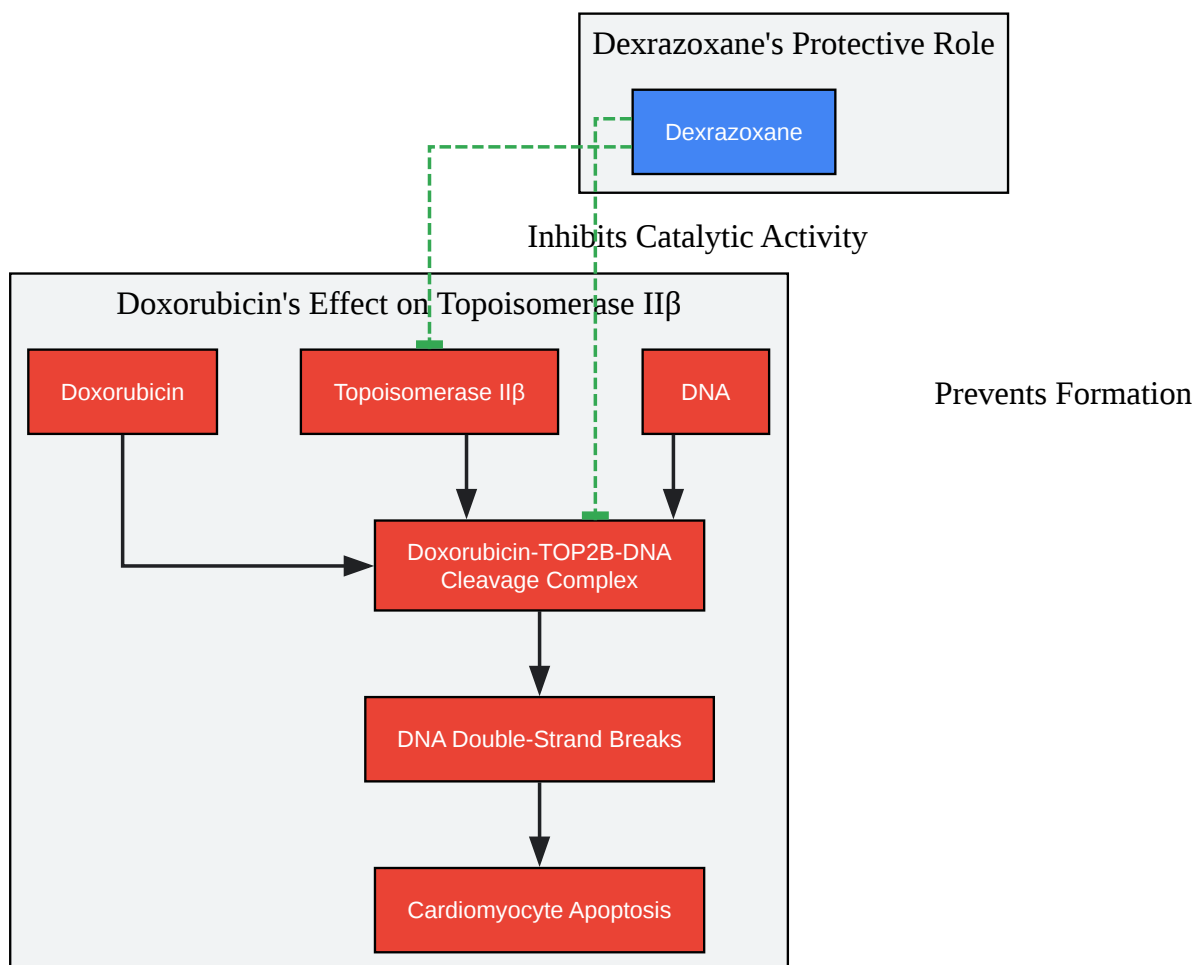 Dexrazoxane's Protective Role
Dexrazoxane
Inhibits Catalytic Activity
Doxorubicin's Effect on Topoisomerase IIβ
Doxorubicin
Topoisomerase IIβ
DNA
Prevents Formation
Doxorubicin-TOP2B-DNA
Cleavage Complex
DNA Double-Strand Breaks
Cardiomyocyte Apoptosis